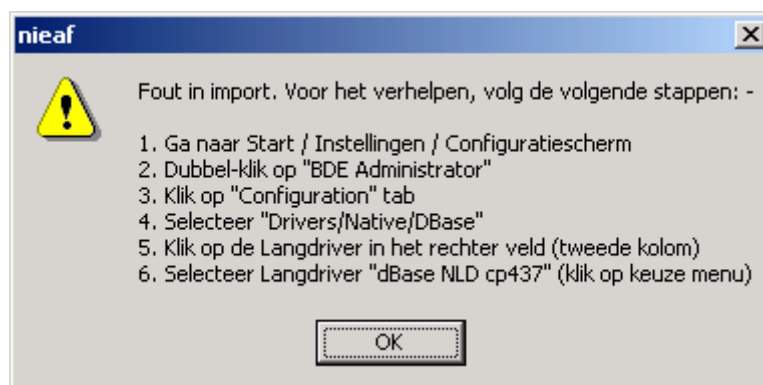 nieaf
Fout in import. Voor het verhelpen, volg de volgende stappen: -
1. Ga naar Start / Instellingen / Configuratiescherm
2. Dubbel-klik op "BDE Administrator"
3. Klik op "Configuration" tab
4. Selecteer "Drivers/Native/DBase"
5. Klik op de Langdriver in het rechter veld (tweede kolom)
6. Selecteer Langdriver "dBase NLD cp437" (klik op keuze menu)
OK